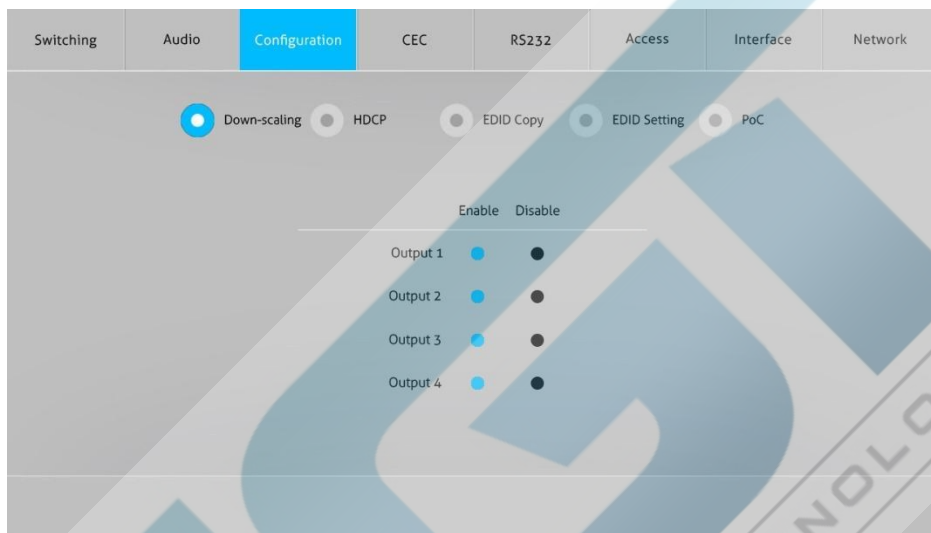 Switching Audio Configuration CEC RS232 Access Interface Network
Down-scaling HDCP EDID Copy EDID Setting PoC
Enable Disable
Output 1
Output 2
Output 3
Output 4